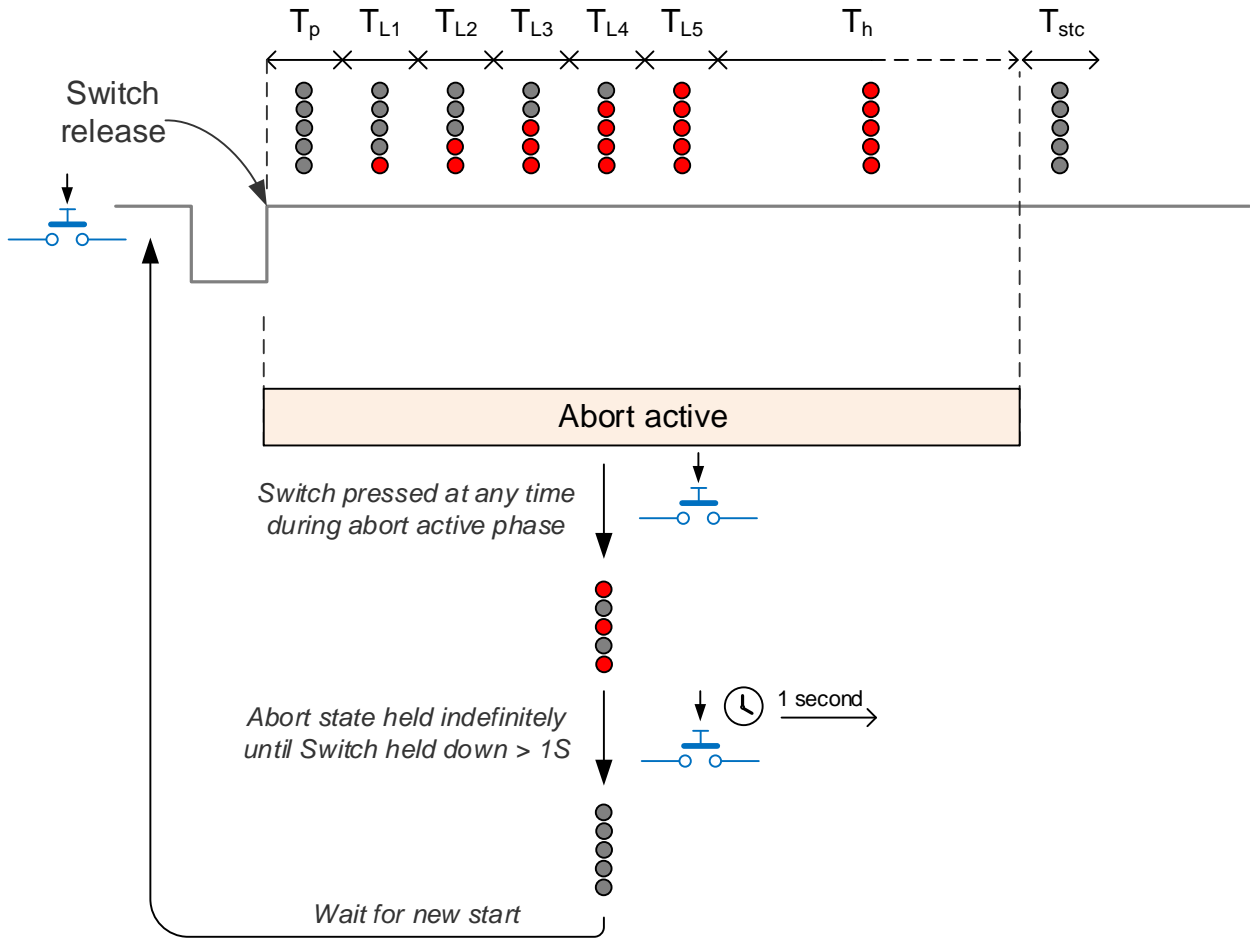 Tp TL1 TL2 TL3 TL4 TL5 Th Tstc
Switch
release
Abort active
Switch pressed at any time
during abort active phase
1 second
Abort state held indefinitely
until Switch held down > 1S
Wait for new start